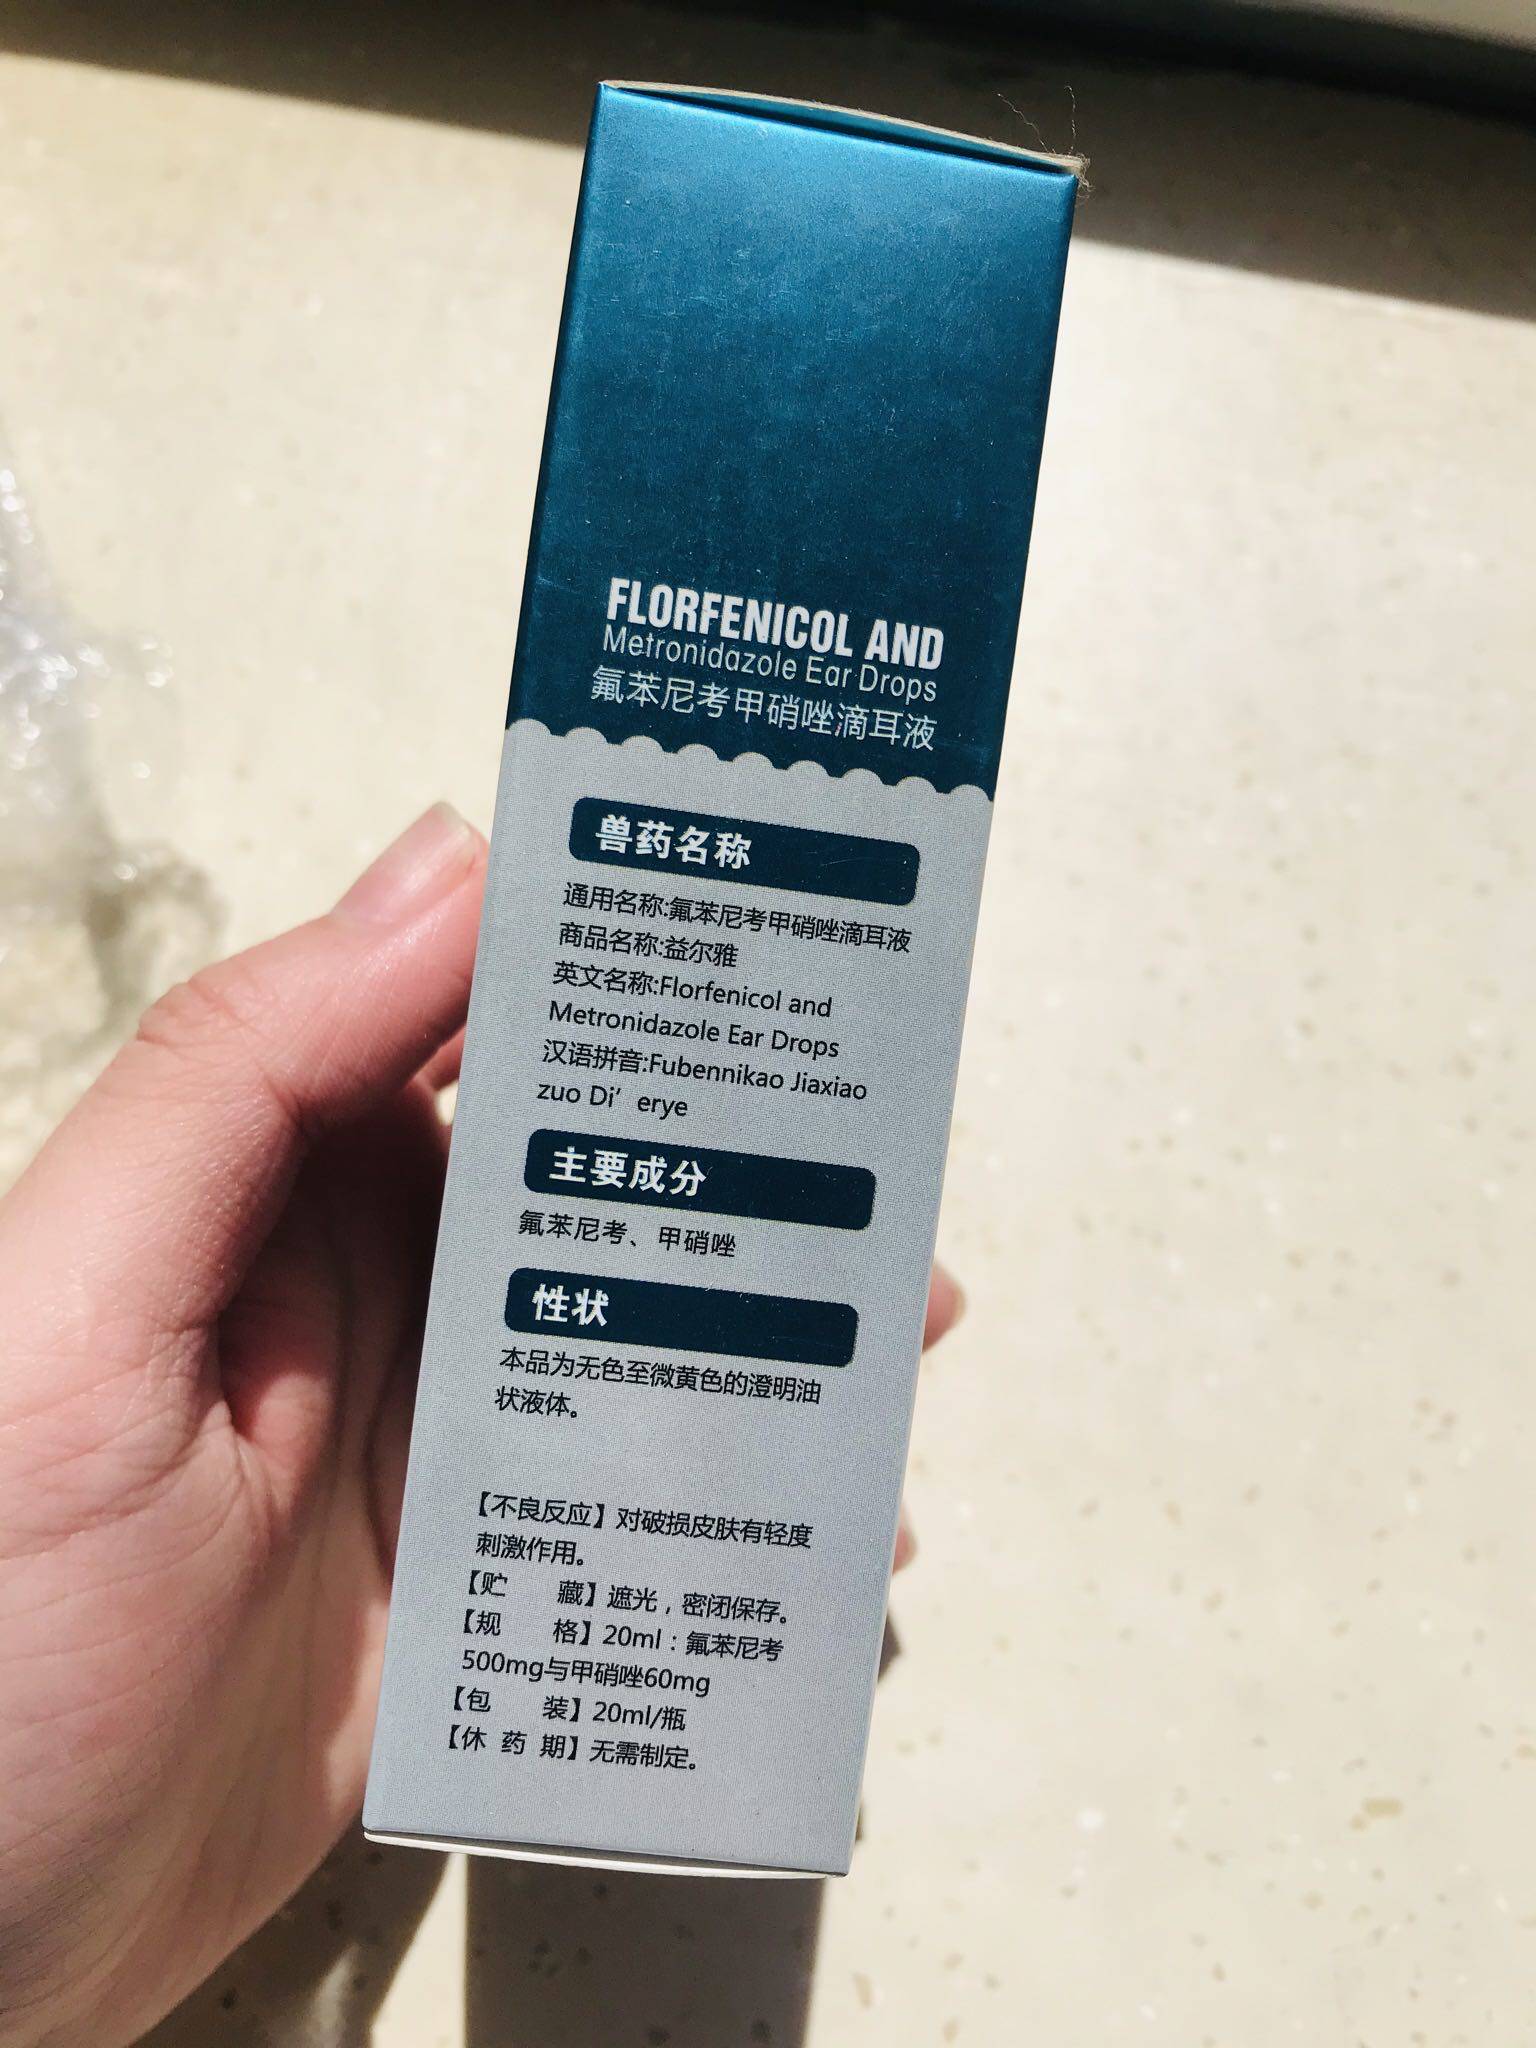 FLORFENICOL AND
Metronidazole Ear Drops
氟苯尼考甲硝唑滴耳液
兽药名称
通用名称:氟苯尼考甲硝唑滴耳液
商品名称:益尔雅
英文名称:Florfenicol and
Metronidazole Ear Drops
汉语拼音:Fubennikao Jiaxiao
zuo Di’ erye
主要成分
氟苯尼考、甲硝唑
性状
本品为无色至微黄色的澄明油
状液体。
【不良反应】对破损皮肤有轻度
刺激作用。
【贮 藏】遮光，密闭保存。
【规 格】20ml：氟苯尼考
500mg与甲硝唑60mg
【包 装】20ml/瓶
【休 药 期】无需制定。